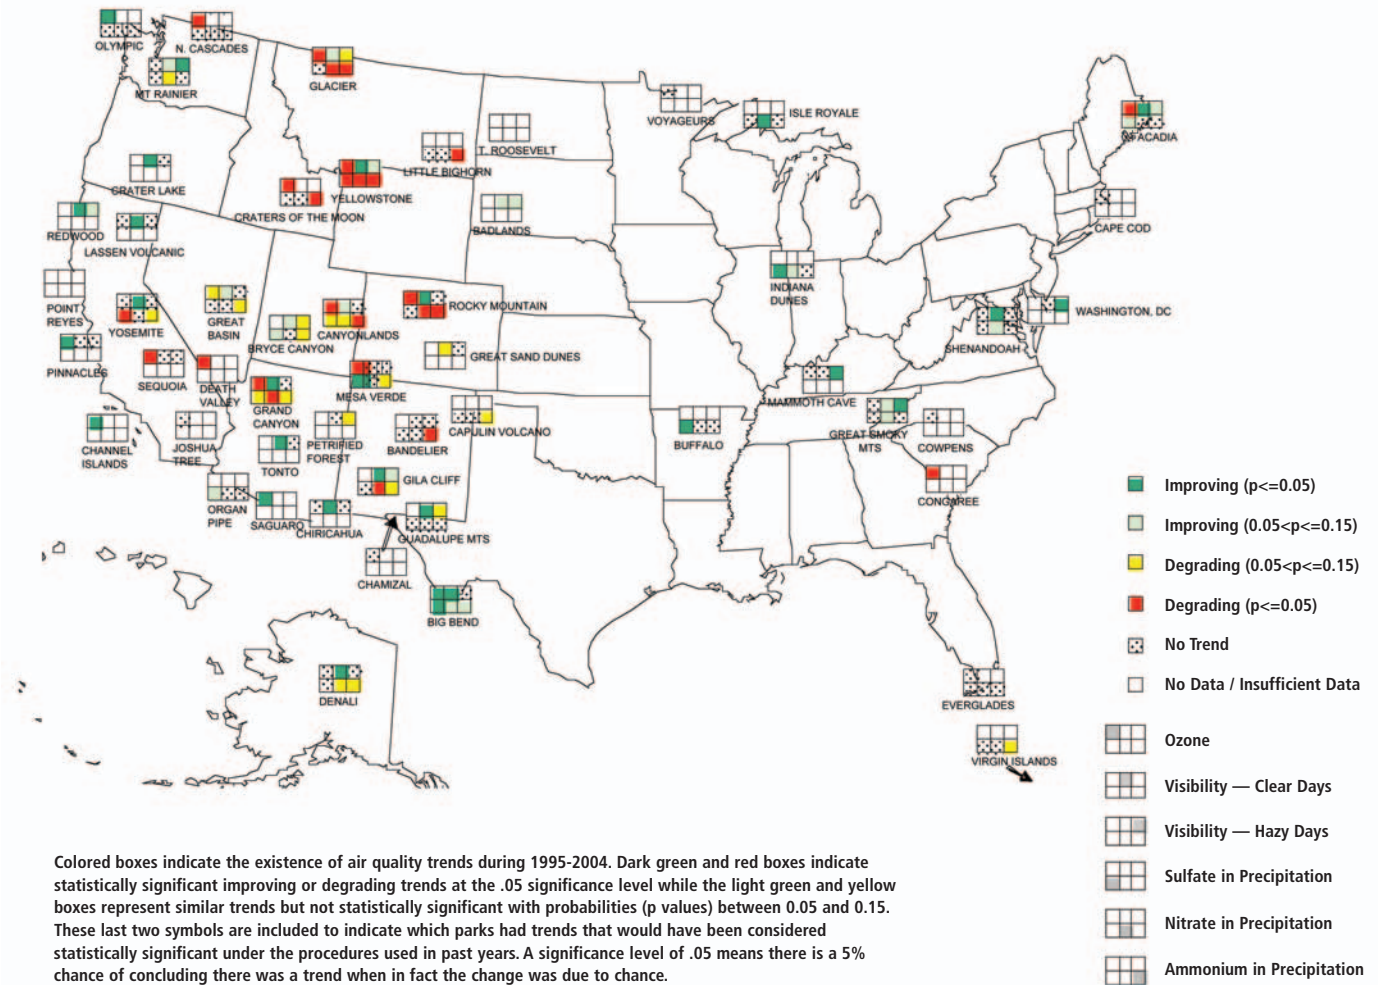 OLYMPIC
N. CASCADES
MT RAINIER
GLACIER
VOYAGEURS
ISLE ROYALE
ACADIA
T. ROOSEVELT
LITTLE BIGHORN
CRATER LAKE
YELLOWSTONE
CRATERS OF THE MOON
BADLANDS
CAPE COD
REDWOOD
LASSEN VOLCANIC
INDIANA
DUNES
POINT
REYES
YOSEMITE
GREAT
BASIN
BRYCE CANYON
CANYONLANDS
ROCKY MOUNTAIN
WASHINGTON, DC
SHENANDOAH
PINNACLES
SEQUOIA
DEATH
VALLEY
GREAT SAND DUNES
MESA VERDE
MAMMOTH CAVE
GRAND
CANYON
CHANNEL
ISLANDS
JOSHUA
TREE
TONTO
PETRIFIED
FOREST
BANDELIER
CAPULIN VOLCANO
BUFFALO
GREAT SMOKY
MTS
COWPENS
GILA CLIFF
CONGAREE
ORGAN
PIPE
SAGUARO
CHIRICAHUA
GUADALUPE MTS
CHAMIZAL
BIG BEND
DENALI
EVERGLADES
VIRGIN ISLANDS
Improving (p<=0.05)
Improving (0.05<p<=0.15)
Degrading (0.05<p<=0.15)
Degrading (p<=0.05)
No Trend
No Data / Insufficient Data
Ozone
Visibility — Clear Days
Visibility — Hazy Days
Sulfate in Precipitation
Nitrate in Precipitation
Ammonium in Precipitation
Colored boxes indicate the existence of air quality trends during 1995-2004. Dark green and red boxes indicate
statistically significant improving or degrading trends at the .05 significance level while the light green and yellow
boxes represent similar trends but not statistically significant with probabilities (p values) between 0.05 and 0.15.
These last two symbols are included to indicate which parks had trends that would have been considered
statistically significant under the procedures used in past years. A significance level of .05 means there is a 5%
chance of concluding there was a trend when in fact the change was due to chance.